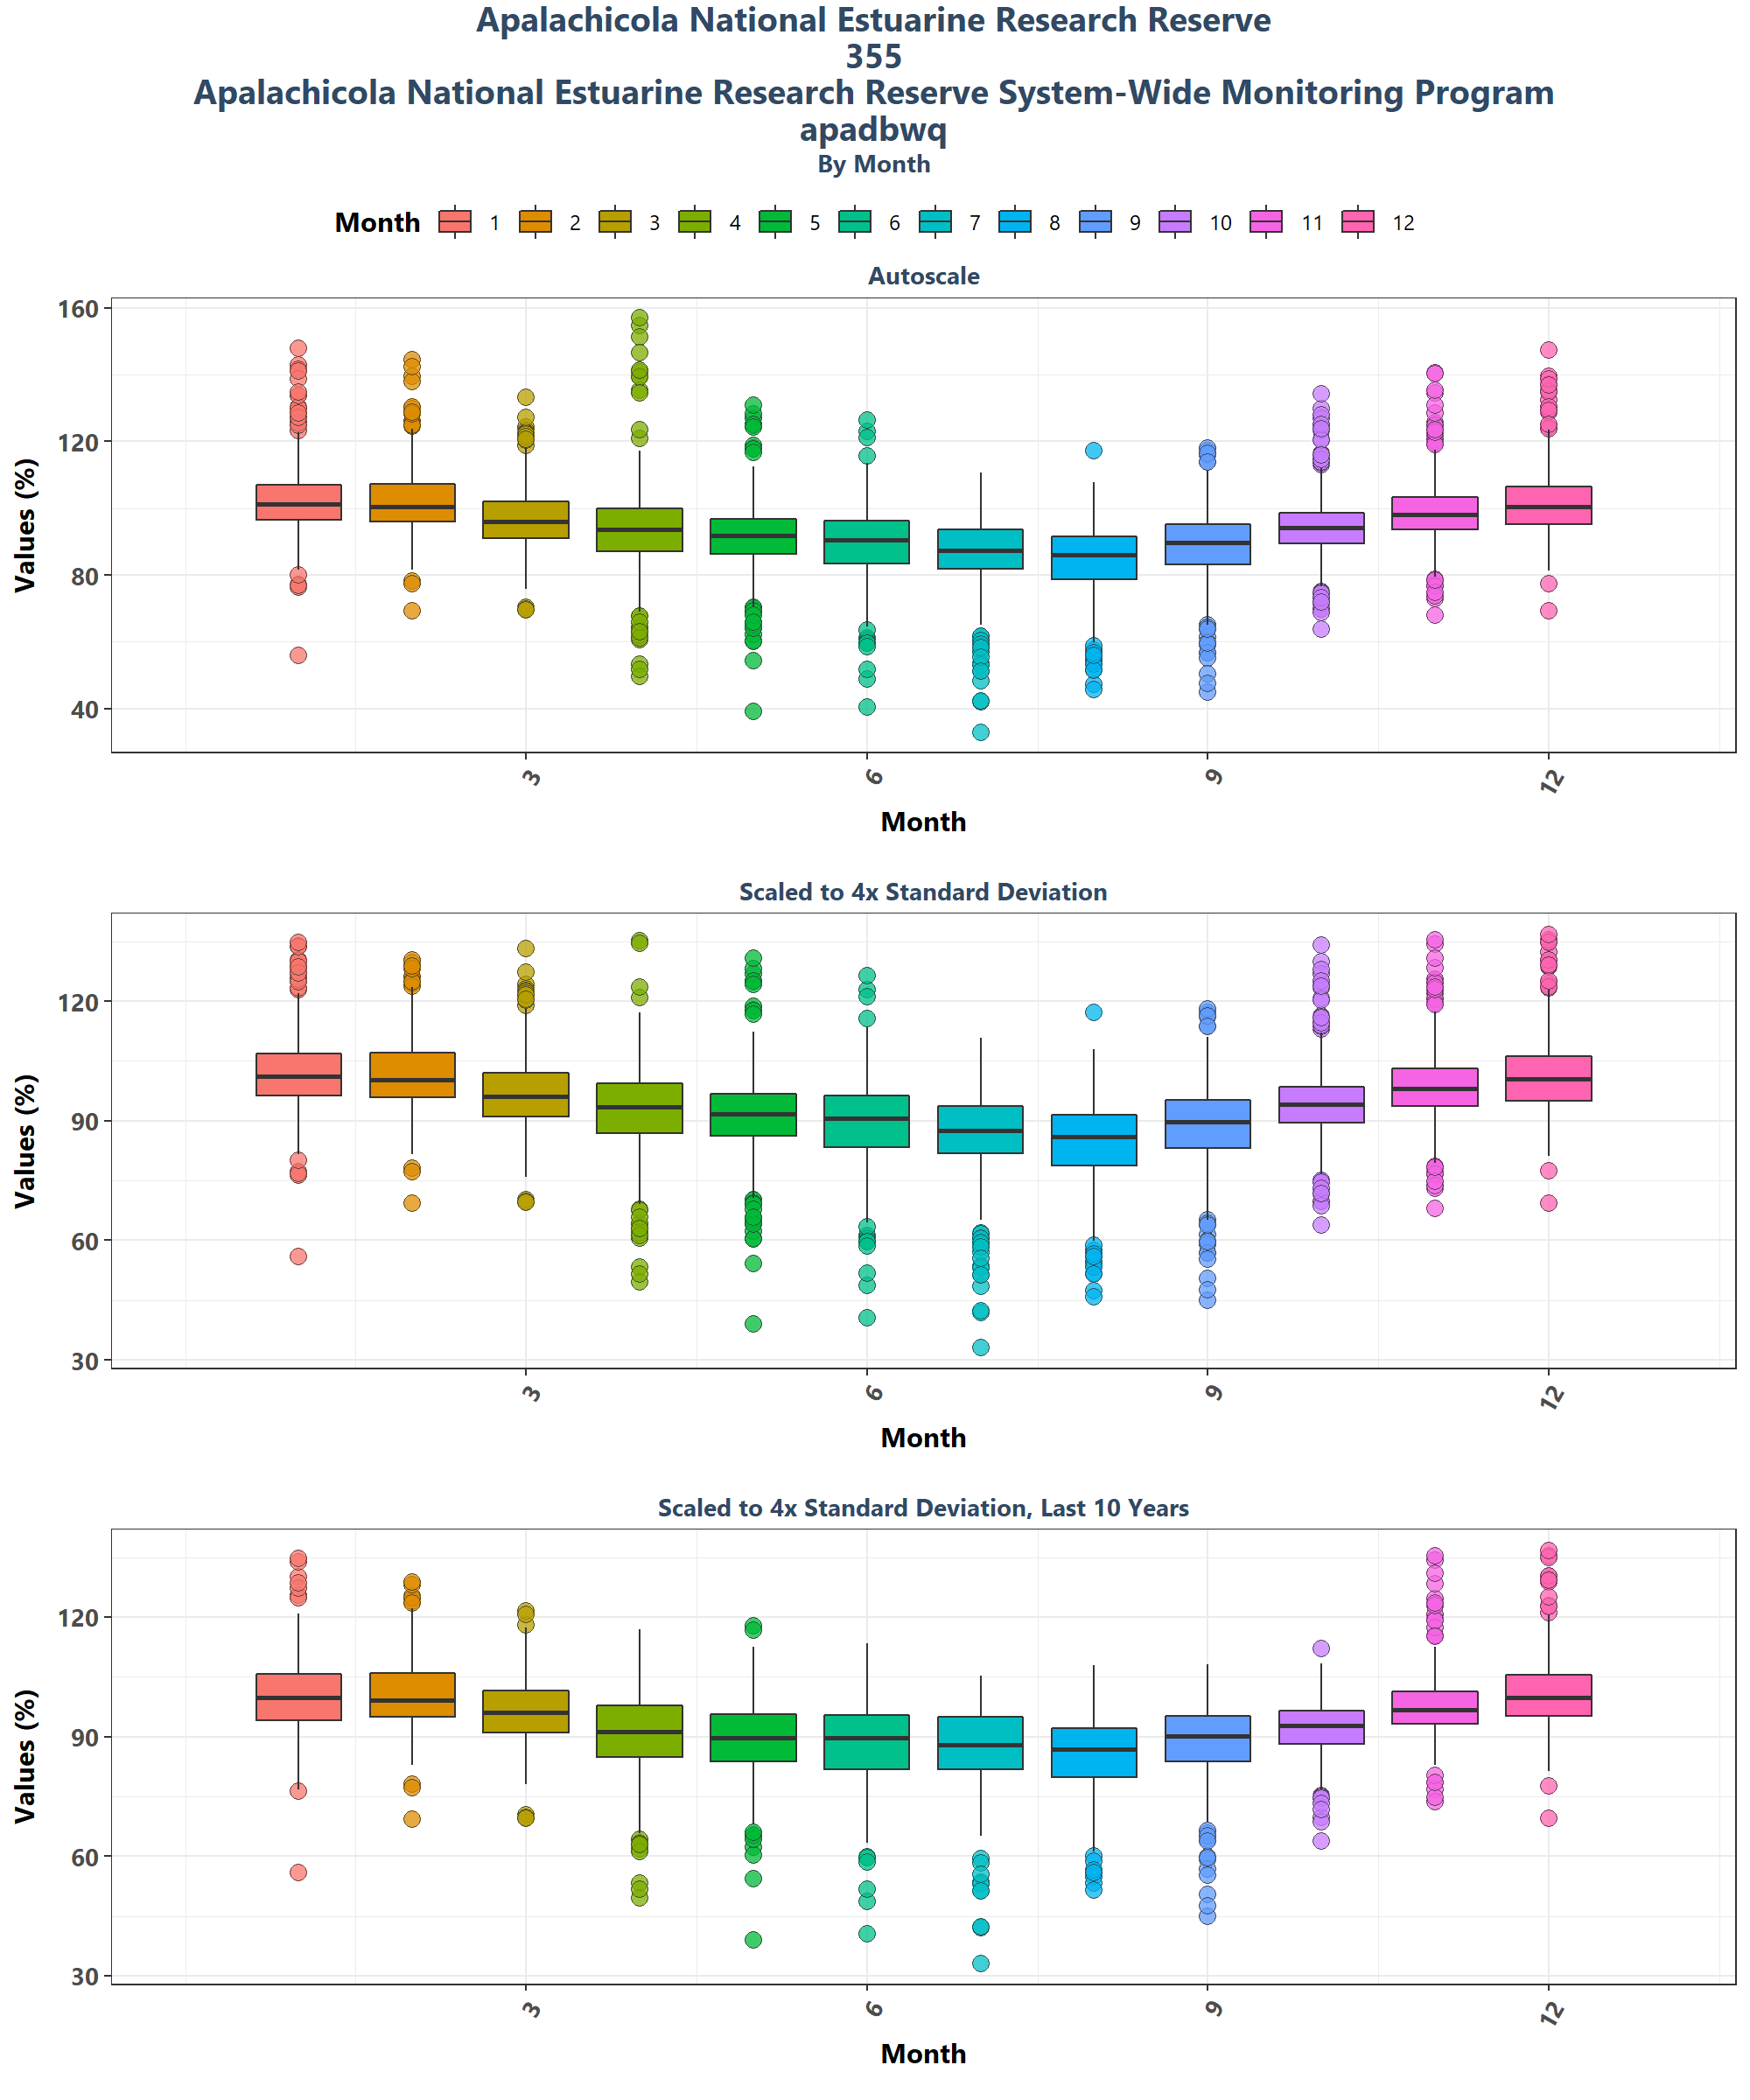 Apalachicola National Estuarine Research Reserve
355
Apalachicola National Estuarine Research Reserve System-Wide Monitoring Program
apadbwq
By Month
Month 1 2 3 4 5 6 7 8 9 10 11 12
Autoscale
Values (%)
160
120
80
40
3 6 9 12
Month
Scaled to 4x Standard Deviation
Values (%)
120
90
60
30
3 6 9 12
Month
Scaled to 4x Standard Deviation, Last 10 Years
Values (%)
120
90
60
30
3 6 9 12
Month